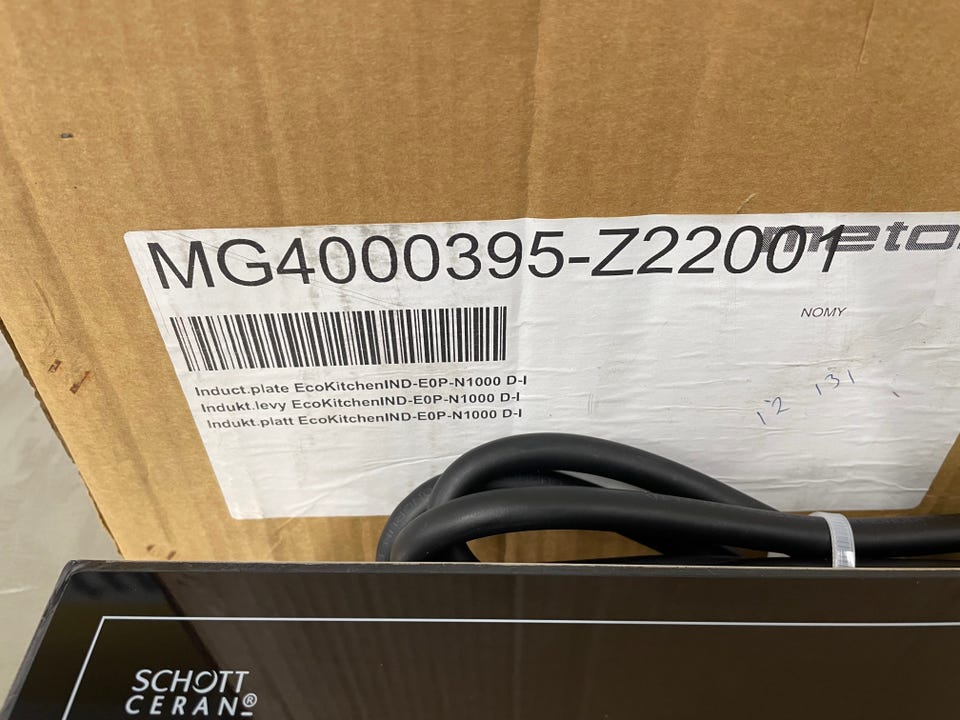 MG4000395-Z22001
metos
NOMY
Induct.plate EcoKitchenIND-E0P-N1000 D-I
Indukt.levy EcoKitchenIND-E0P-N1000 D-I
Indukt.platt EcoKitchenIND-E0P-N1000 D-I
12 131
SCHOTT
CERAN®